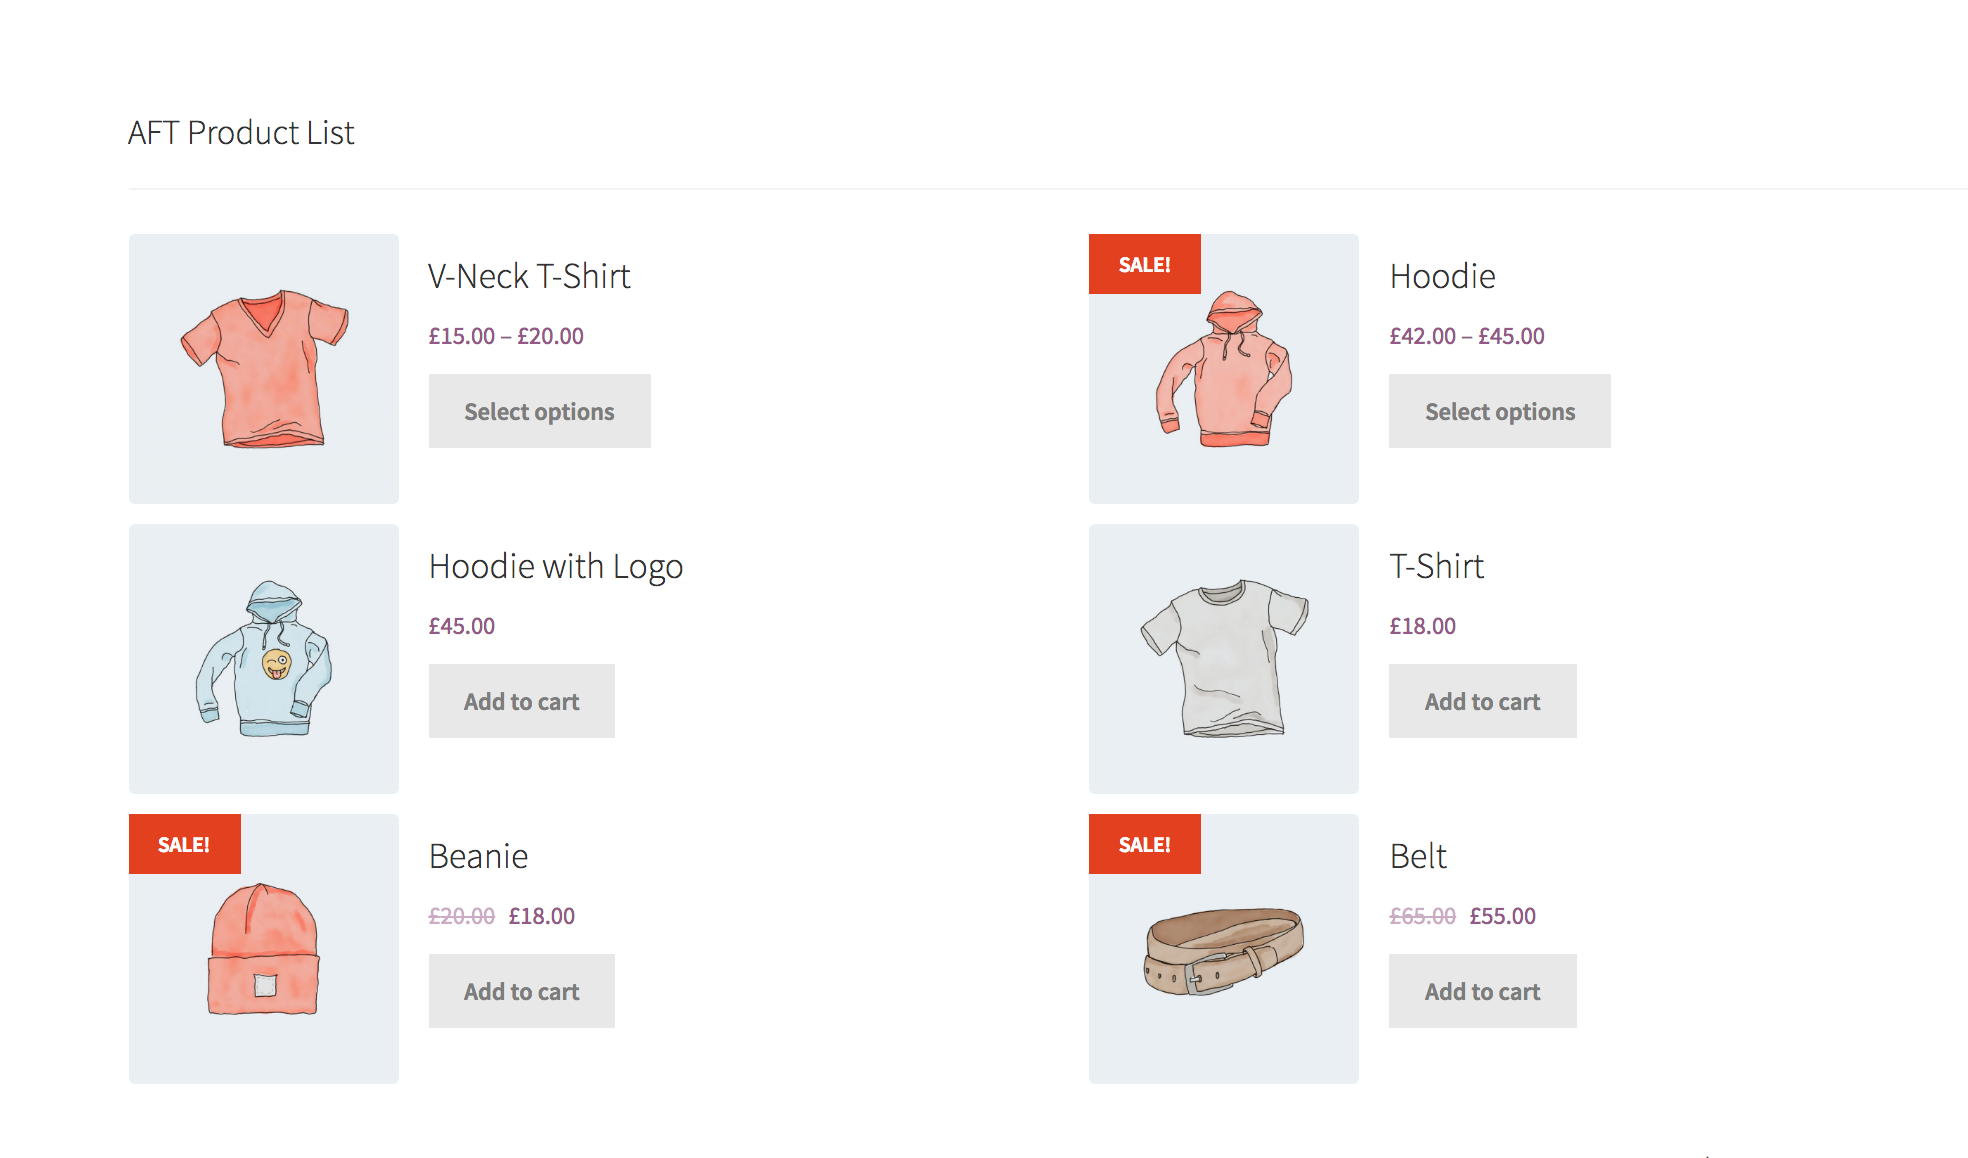 AFT Product List
V-Neck T-Shirt
£15.00 – £20.00
Select options
SALE!
Hoodie
£42.00 – £45.00
Select options
Hoodie with Logo
£45.00
Add to cart
T-Shirt
£18.00
Add to cart
SALE!
Beanie
£20.00 £18.00
Add to cart
SALE!
Belt
£65.00 £55.00
Add to cart